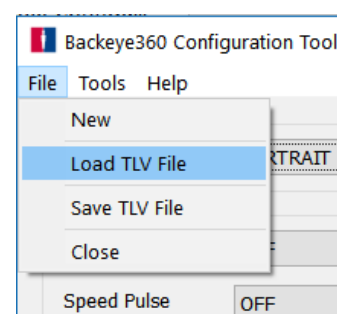 Backeye360 Configuration Tool
File Tools Help
New
Load TLV File
RTRAIT
Save TLV File
Close
Speed Pulse OFF